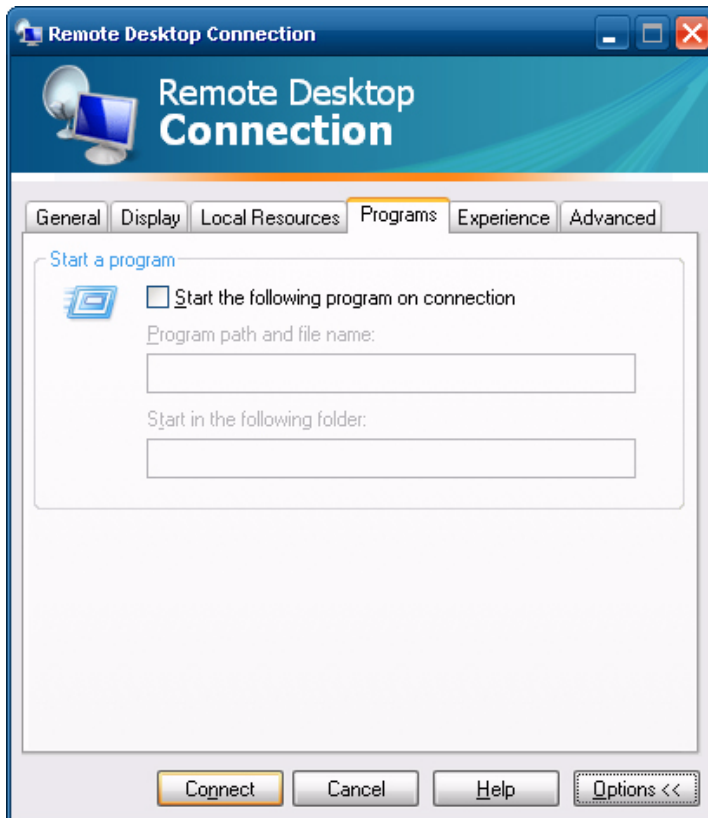 Remote Desktop Connection
Remote Desktop
Connection
General Display Local Resources Programs Experience Advanced
Start a program
Start the following program on connection
Program path and file name:
Start in the following folder:
Connect Cancel Help Options <<